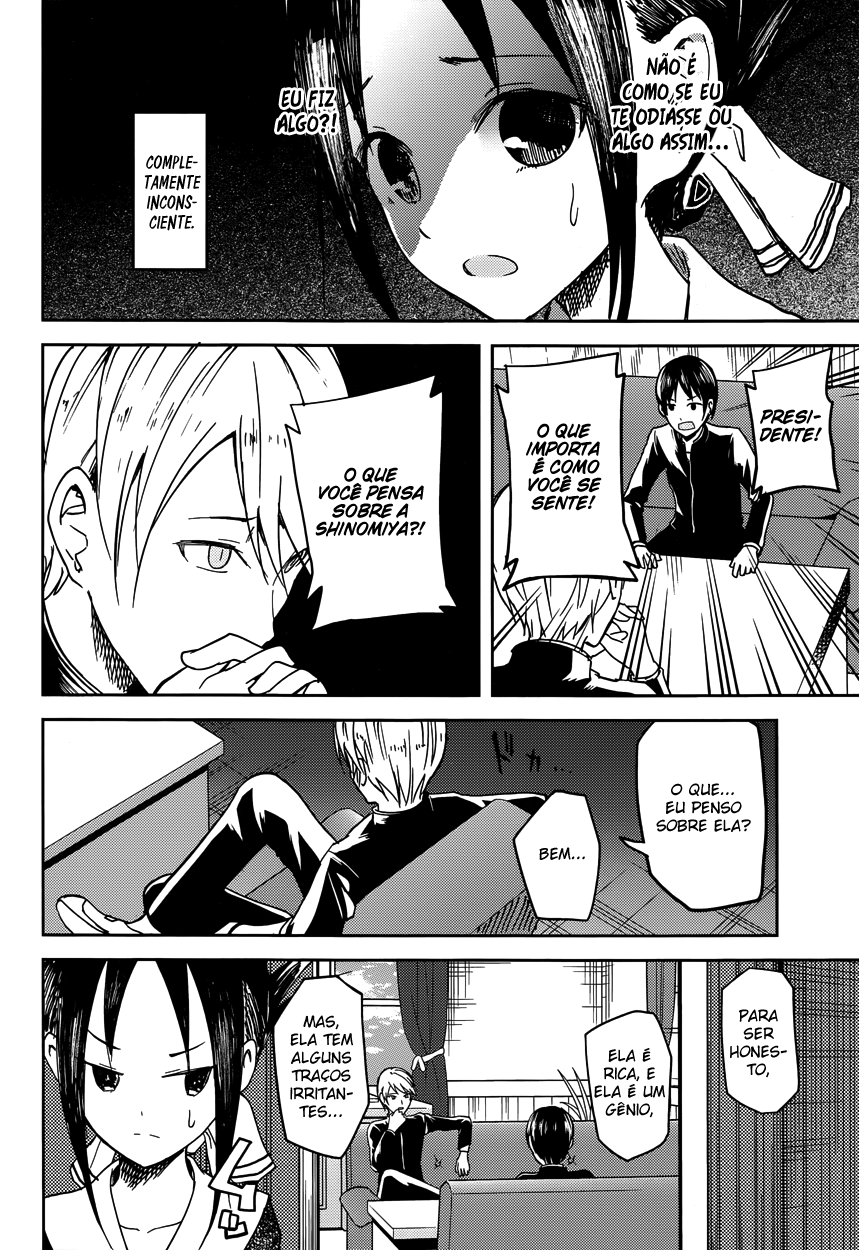 NÃO É
COMO SE EU
TE ODIASSE OU
ALGO ASSIM...
EU FIZ
ALGO?!
COMPLE-
TAMENTE
INCONS-
CIENTE.
PRESI-
DENTE!
O QUE
IMPORTA
É COMO
VOCÊ SE
SENTE!
O QUE
VOCÊ PENSA
SOBRE A
SHINOMIYA?!
O QUE...
EU PENSO
SOBRE ELA?
ドカ...
BEM...
PARA
SER
HONES-
TO,
ELA É
RICA, E
ELA É UM
GÊNIO,
MAS,
ELA TEM
ALGUNS
TRAÇOS
IRRITAN-
TES...